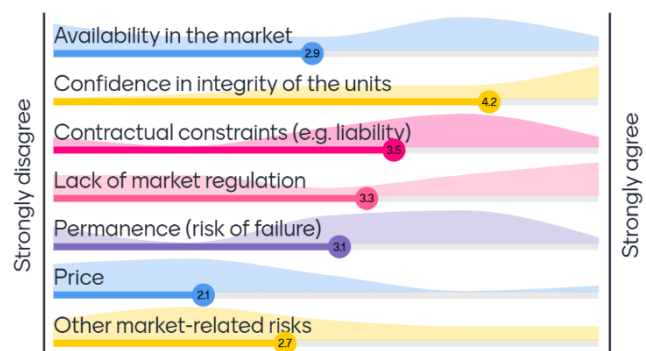 Strongly disagree
Availability in the market
2.9
Confidence in integrity of the units
4.2
Contractual constraints (e.g. liability)
3.5
Lack of market regulation
3.3
Permanence (risk of failure)
3.1
Price
2.1
Other market-related risks
2.7
Strongly agree